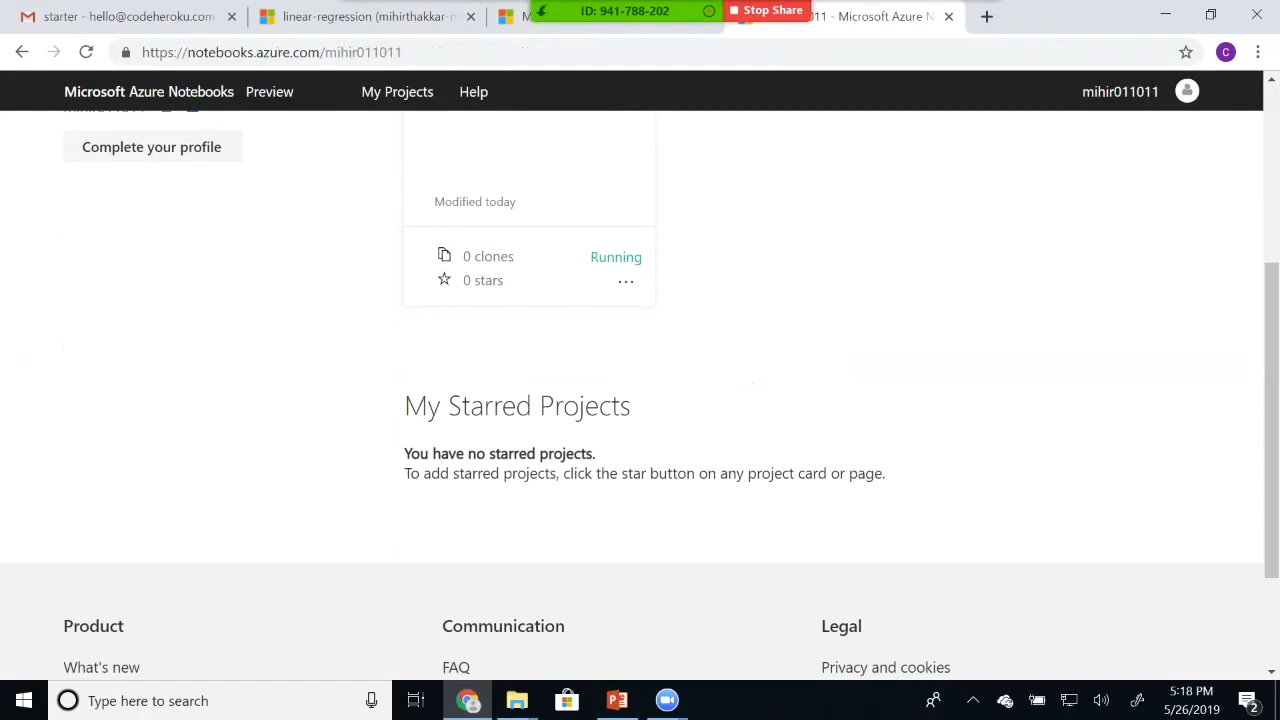 les - me@codeheroku.com
linear-regression (mihirthakkar-m
M
ID: 941-788-202
Stop Share
011 - Microsoft Azure N
https://notebooks.azure.com/mihir011011
C
Microsoft Azure Notebooks Preview
My Projects
Help
mihir011011
Complete your profile
Modified today
0 clones
Running
0 stars
...
My Starred Projects
You have no starred projects.
To add starred projects, click the star button on any project card or page.
Product
Communication
Legal
What's new
FAQ
Privacy and cookies
Type here to search
5:18 PM
5/26/2019
2